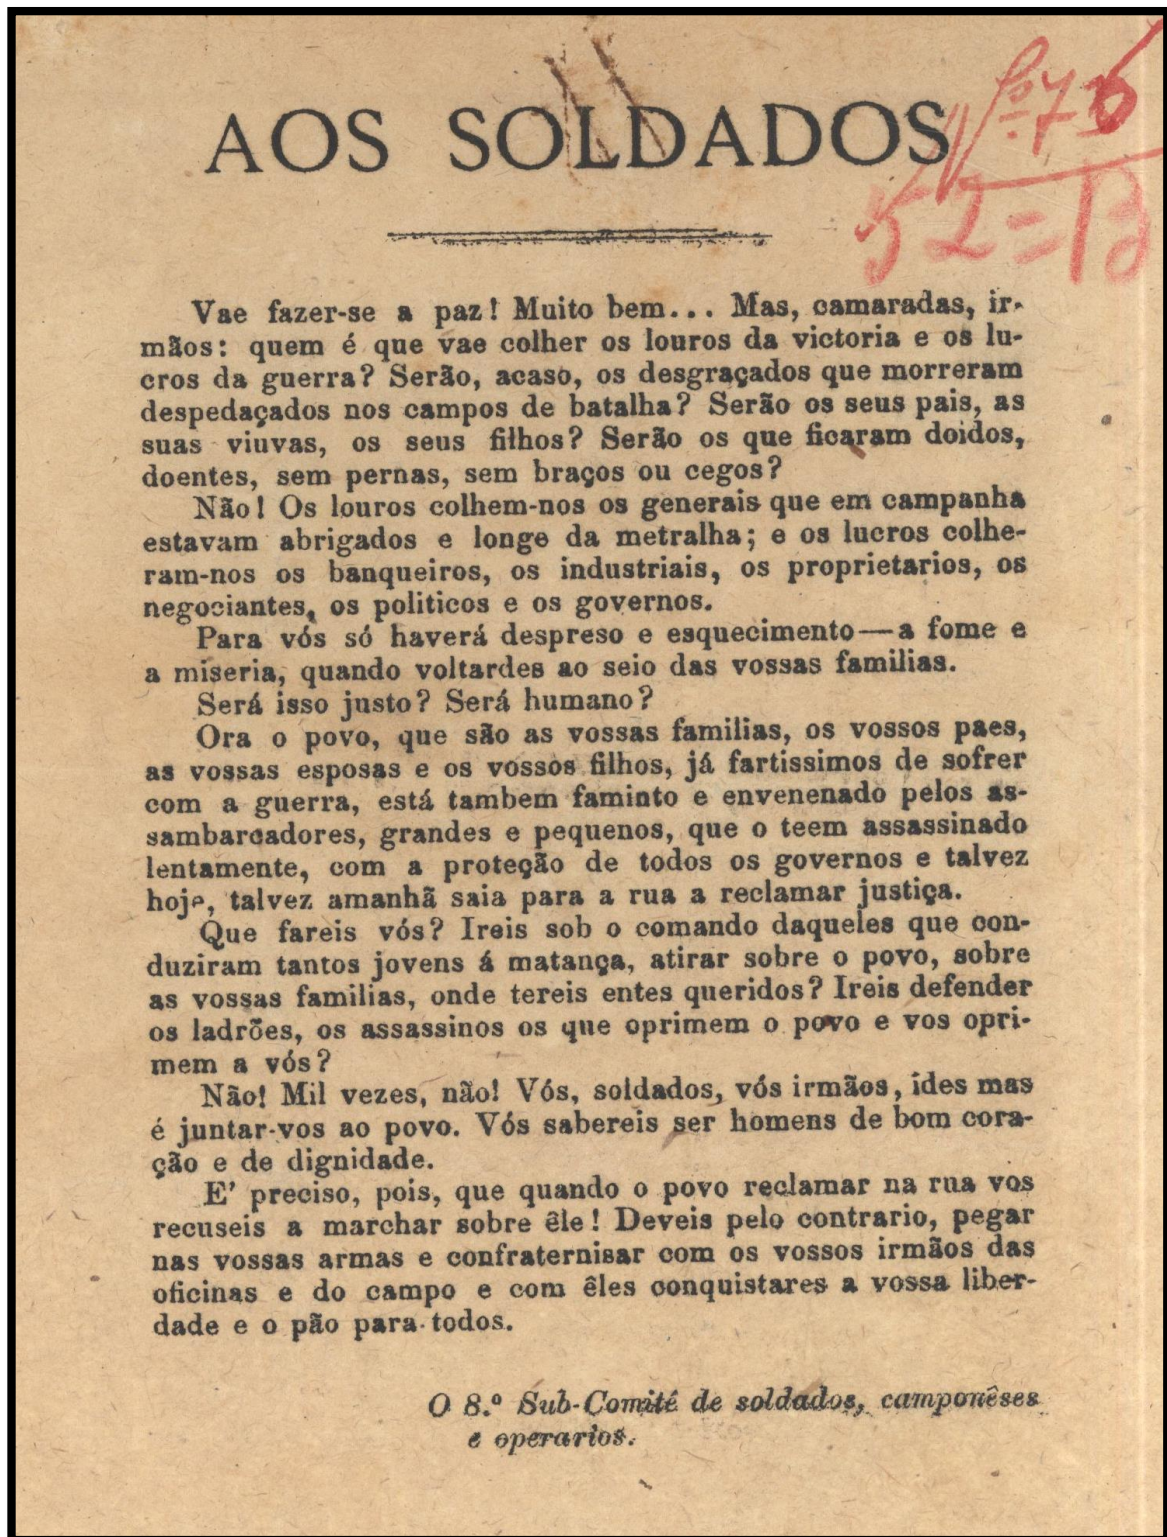 AOS SOLDADOS
52=12
Vae fazer-se a paz! Muito bem... Mas, camaradas, ir-
mãos: quem é que vae colher os louros da victoria e os lu-
cros da guerra? Serão, acaso, os desgraçados que morreram
despedaçados nos campos de batalha? Serão os seus pais, as
suas viuvas, os seus filhos? Serão os que ficaram doidos,
doentes, sem pernas, sem braços ou cegos?
Não! Os louros colhem-nos os generais que em campanha
estavam abrigados e longe da metralha; e os lucros colhe-
ram-nos os banqueiros, os industriais, os proprietarios, os
negociantes, os politicos e os governos.
Para vós só haverá despreso e esquecimento—a fome e
a miseria, quando voltardes ao seio das vossas familias.
Será isso justo? Será humano?
Ora o povo, que são as vossas familias, os vossos paes,
as vossas esposas e os vossos filhos, já fartissimos de sofrer
com a guerra, está tambem faminto e envenenado pelos as-
sambarcadores, grandes e pequenos, que o teem assassinado
lentamente, com a proteção de todos os governos e talvez
hoje, talvez amanhã saia para a rua a reclamar justiça.
Que fareis vós? Ireis sob o comando daqueles que con-
duziram tantos jovens á matança, atirar sobre o povo, sobre
as vossas familias, onde tereis entes queridos? Ireis defender
os ladrões, os assassinos os que oprimem o povo e vos opri-
mem a vós?
Não! Mil vezes, não! Vós, soldados, vós irmãos, ides mas
é juntar-vos ao povo. Vós sabereis ser homens de bom cora-
ção e de dignidade.
E' preciso, pois, que quando o povo reclamar na rua vos
recuseis a marchar sobre êle! Deveis pelo contrario, pegar
nas vossas armas e confraternisar com os vossos irmãos das
oficinas e do campo e com êles conquistares a vossa liber-
dade e o pão para todos.
O 8.º Sub-Comité de soldados, camponêses
e operarios.